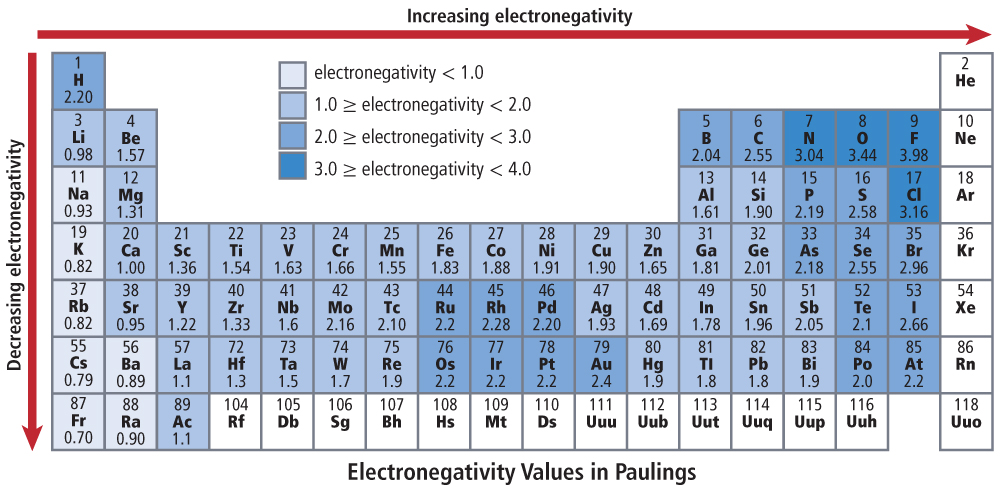 Increasing electronegativity
Decreasing electronegativity
electronegativity < 1.0
1.0 ≥ electronegativity < 2.0
2.0 ≥ electronegativity < 3.0
3.0 ≥ electronegativity < 4.0
1 2
H He
2.20
3 4 5 6 7 8 9 10
Li Be B C N O F Ne
0.98 1.57 2.04 2.55 3.04 3.44 3.98
11 12 13 14 15 16 17 18
Na Mg Al Si P S Cl Ar
0.93 1.31 1.61 1.90 2.19 2.58 3.16
19 20 21 22 23 24 25 26 27 28 29 30 31 32 33 34 35 36
K Ca Sc Ti V Cr Mn Fe Co Ni Cu Zn Ga Ge As Se Br Kr
0.82 1.00 1.36 1.54 1.63 1.66 1.55 1.83 1.88 1.91 1.90 1.65 1.81 2.01 2.18 2.55 2.96
37 38 39 40 41 42 43 44 45 46 47 48 49 50 51 52 53 54
Rb Sr Y Zr Nb Mo Tc Ru Rh Pd Ag Cd In Sn Sb Te I Xe
0.82 0.95 1.22 1.33 1.6 2.16 2.10 2.2 2.28 2.20 1.93 1.69 1.78 1.96 2.05 2.1 2.66
55 56 57 72 73 74 75 76 77 78 79 80 81 82 83 84 85 86
Cs Ba La Hf Ta W Re Os Ir Pt Au Hg Tl Pb Bi Po At Rn
0.79 0.89 1.1 1.3 1.5 1.7 1.9 2.2 2.2 2.2 2.4 1.9 1.8 1.8 1.9 2.0 2.2
87 88 89 104 105 106 107 108 109 110 111 112 113 114 115 116 118
Fr Ra Ac Rf Db Sg Bh Hs Mt Ds Uuu Uub Uut Uuq Uup Uuh Uuo
0.70 0.90 1.1
Electronegativity Values in Paulings